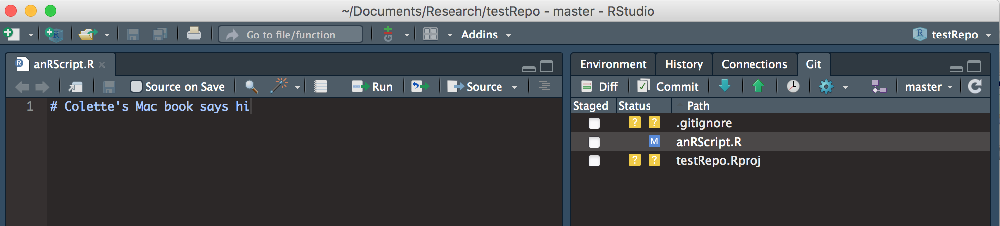 ~/Documents/Research/testRepo - master - RStudio
Go to file/function Addins testRepo
anRScript.R
Source on Save Run Source
1 # Colette's Mac book says hi
Environment History Connections Git
Diff Commit master
Staged Status Path
? ? .gitignore
M anRScript.R
? ? testRepo.Rproj